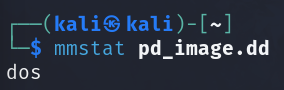 ┌──(kali㉿kali)-[~]
└─$ mmstat pd_image.dd
dos